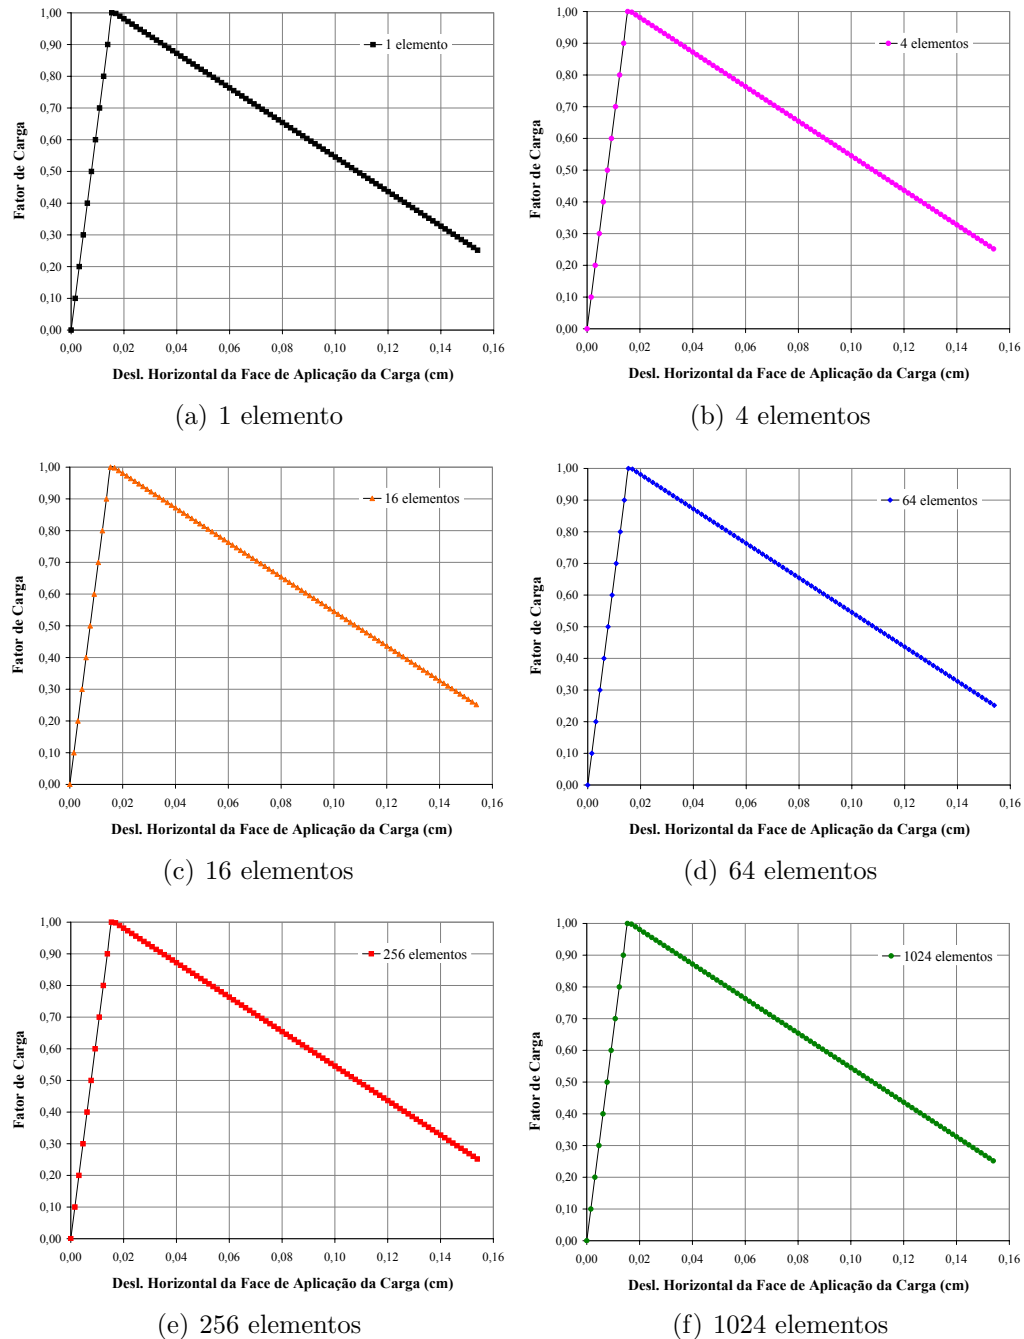 1,00
0,90
0,80
0,70
0,60
0,50
0,40
0,30
0,20
0,10
0,00
Fator de Carga
1 elemento
0,00 0,02 0,04 0,06 0,08 0,10 0,12 0,14 0,16
Desl. Horizontal da Face de Aplicação da Carga (cm)
(a) 1 elemento
1,00
0,90
0,80
0,70
0,60
0,50
0,40
0,30
0,20
0,10
0,00
Fator de Carga
4 elementos
0,00 0,02 0,04 0,06 0,08 0,10 0,12 0,14 0,16
Desl. Horizontal da Face de Aplicação da Carga (cm)
(b) 4 elementos
1,00
0,90
0,80
0,70
0,60
0,50
0,40
0,30
0,20
0,10
0,00
Fator de Carga
16 elementos
0,00 0,02 0,04 0,06 0,08 0,10 0,12 0,14 0,16
Desl. Horizontal da Face de Aplicação da Carga (cm)
(c) 16 elementos
1,00
0,90
0,80
0,70
0,60
0,50
0,40
0,30
0,20
0,10
0,00
Fator de Carga
64 elementos
0,00 0,02 0,04 0,06 0,08 0,10 0,12 0,14 0,16
Desl. Horizontal da Face de Aplicação da Carga (cm)
(d) 64 elementos
1,00
0,90
0,80
0,70
0,60
0,50
0,40
0,30
0,20
0,10
0,00
Fator de Carga
256 elementos
0,00 0,02 0,04 0,06 0,08 0,10 0,12 0,14 0,16
Desl. Horizontal da Face de Aplicação da Carga (cm)
(e) 256 elementos
1,00
0,90
0,80
0,70
0,60
0,50
0,40
0,30
0,20
0,10
0,00
Fator de Carga
1024 elementos
0,00 0,02 0,04 0,06 0,08 0,10 0,12 0,14 0,16
Desl. Horizontal da Face de Aplicação da Carga (cm)
(f) 1024 elementos